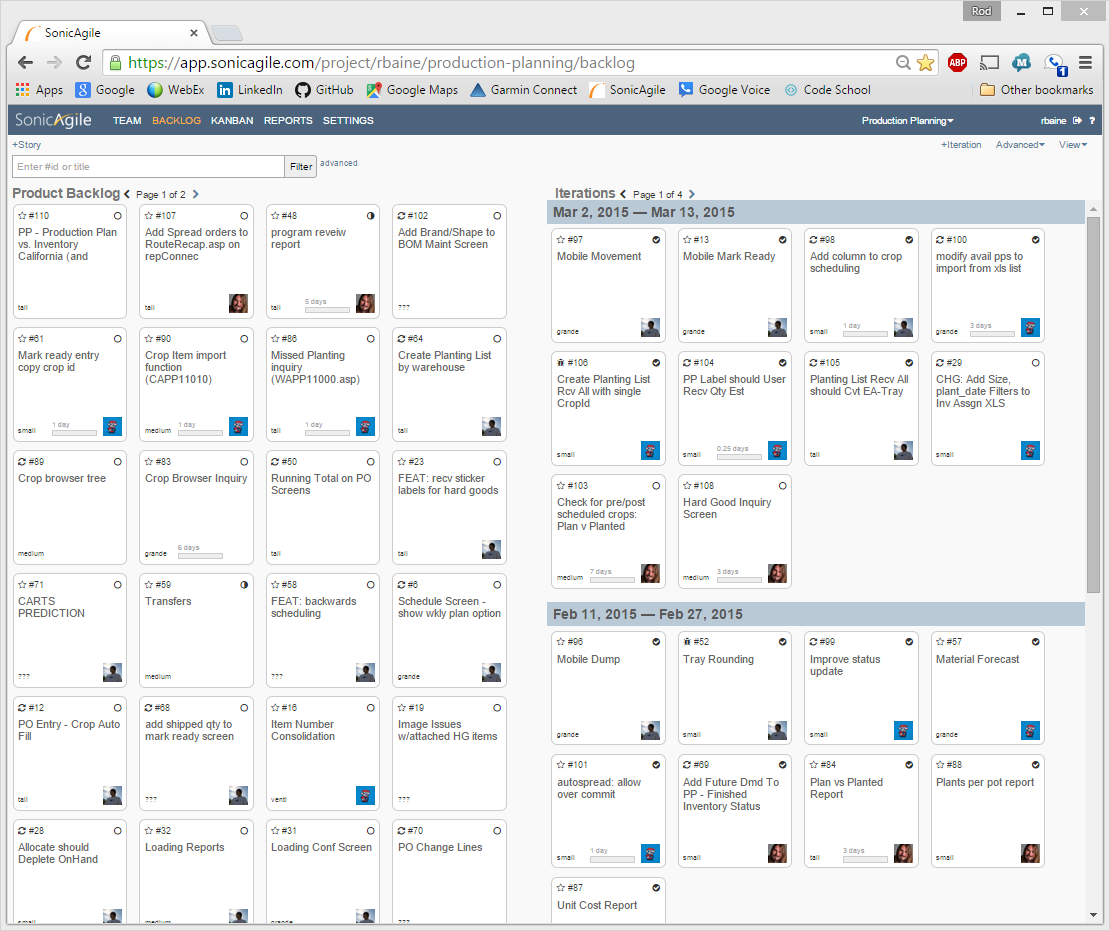 Rod
SonicAgile
https://app.sonicagile.com/project/rbaine/production-planning/backlog
ABP
M
1
Apps
Google
WebEx
LinkedIn
GitHub
Google Maps
Garmin Connect
SonicAgile
Google Voice
Code School
Other bookmarks
SonicAgile TEAM BACKLOG KANBAN REPORTS SETTINGS Production Planning rbaine ?
+Story +Iteration Advanced View
Enter #id or title Filter advanced
Product Backlog Page 1 of 2
#110
PP - Production Plan
vs. Inventory
California (and
tall
#107
Add Spread orders to
RouteRecap.asp on
repConnec
tall
#48
program reveiw
report
tall 5 days
#102
Add Brand/Shape to
BOM Maint Screen
???
#61
Mark ready entry
copy crop id
small 1 day
#90
Crop Item import
function
(CAPP11010)
medium 1 day
#86
Missed Planting
inquiry
(WAPP11000.asp)
tall 1 day
#64
Create Planting List
by warehouse
tall
#89
Crop browser tree
medium
#83
Crop Browser Inquiry
grande 6 days
#50
Running Total on PO
Screens
tall
#23
FEAT: recv sticker
labels for hard goods
tall
#71
CARTS
PREDICTION
???
#59
Transfers
medium
#58
FEAT: backwards
scheduling
???
#6
Schedule Screen -
show wkly plan option
grande
#12
PO Entry - Crop Auto
Fill
tall
#68
add shipped qty to
mark ready screen
???
#16
Item Number
Consolidation
venti
#19
Image Issues
w/attached HG items
???
#28
Allocate should
Deplete OnHand
small
#32
Loading Reports
medium
#31
Loading Conf Screen
grande
#70
PO Change Lines
???
Iterations Page 1 of 4
Mar 2, 2015 — Mar 13, 2015
#97
Mobile Movement
grande
#13
Mobile Mark Ready
grande
#98
Add column to crop
scheduling
small 1 day
#100
modify avail pps to
import from xls list
grande 3 days
#106
Create Planting List
Rcv All with single
CropId
small
#104
PP Label should User
Recv Qty Est
small 0.25 days
#105
Planting List Recv All
should Cvt EA-Tray
tall
#29
CHG: Add Size,
plant_date Filters to
Inv Assgn XLS
small
#103
Check for pre/post
scheduled crops:
Plan v Planted
medium 7 days
#108
Hard Good Inquiry
Screen
medium 3 days
Feb 11, 2015 — Feb 27, 2015
#96
Mobile Dump
grande
#52
Tray Rounding
small
#99
Improve status
update
small
#57
Material Forecast
grande
#101
autospread: allow
over commit
small 1 day
#69
Add Future Dmd To
PP - Finished
Inventory Status
small
#84
Plan vs Planted
Report
tall 3 days
#88
Plants per pot report
small
#87
Unit Cost Report